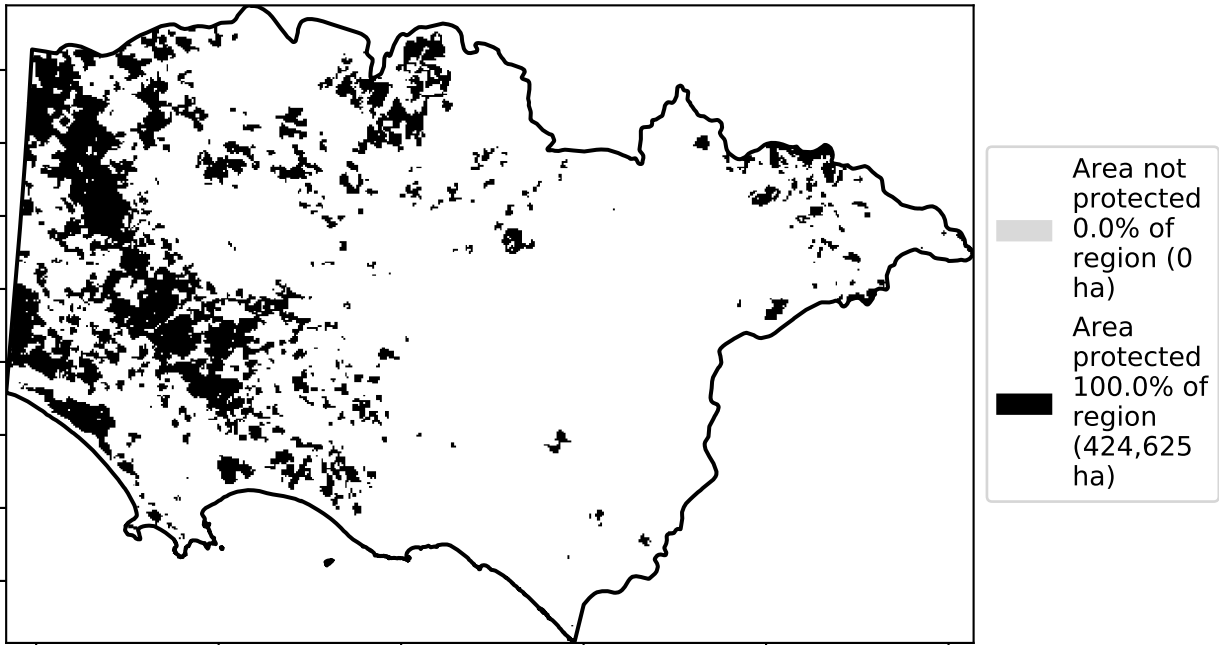 Area not
protected
0.0% of
region (0
ha)
Area
protected
100.0% of
region
(424,625
ha)